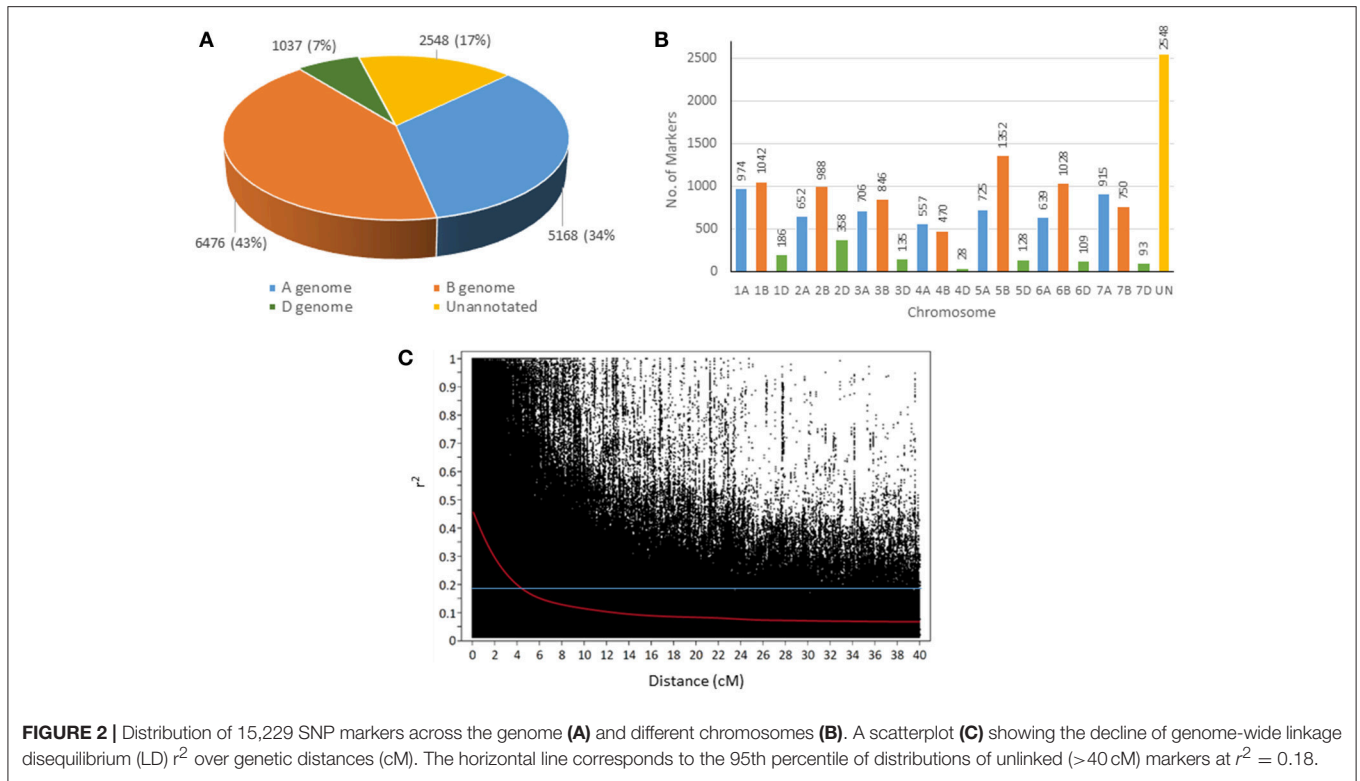 A
1037 (7%)
2548 (17%)
6476 (43%)
5168 (34%
A genome
B genome
D genome
Unannotated
B
No. of Markers
2500
2000
1500
1000
500
0
974
1042
186
652
988
358
706
846
135
557
470
28
725
1352
128
639
1028
109
915
750
93
2548
1A 1B 1D 2A 2B 2D 3A 3B 3D 4A 4B 4D 5A 5B 5D 6A 6B 6D 7A 7B 7D UN
Chromosome
C
r²
1
0.9
0.8
0.7
0.6
0.5
0.4
0.3
0.2
0.1
0
0 2 4 6 8 10 12 14 16 18 20 22 24 26 28 30 32 34 36 38 40
Distance (cM)
FIGURE 2 | Distribution of 15,229 SNP markers across the genome (A) and different chromosomes (B). A scatterplot (C) showing the decline of genome-wide linkage
disequilibrium (LD) r² over genetic distances (cM). The horizontal line corresponds to the 95th percentile of distributions of unlinked (>40 cM) markers at r² = 0.18.